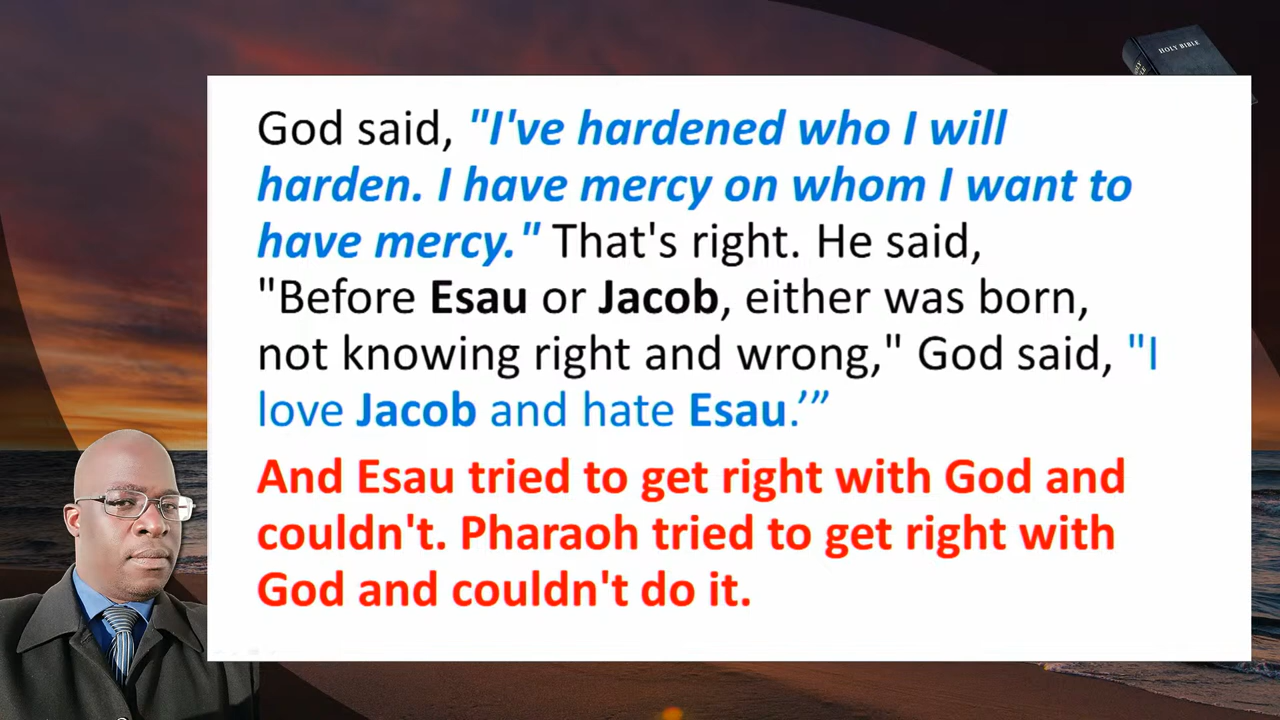 HOLY BIBLE
God said, "I've hardened who I will
harden. I have mercy on whom I want to
have mercy." That's right. He said,
"Before Esau or Jacob, either was born,
not knowing right and wrong," God said, "I
love Jacob and hate Esau.’”
And Esau tried to get right with God and
couldn't. Pharaoh tried to get right with
God and couldn't do it.